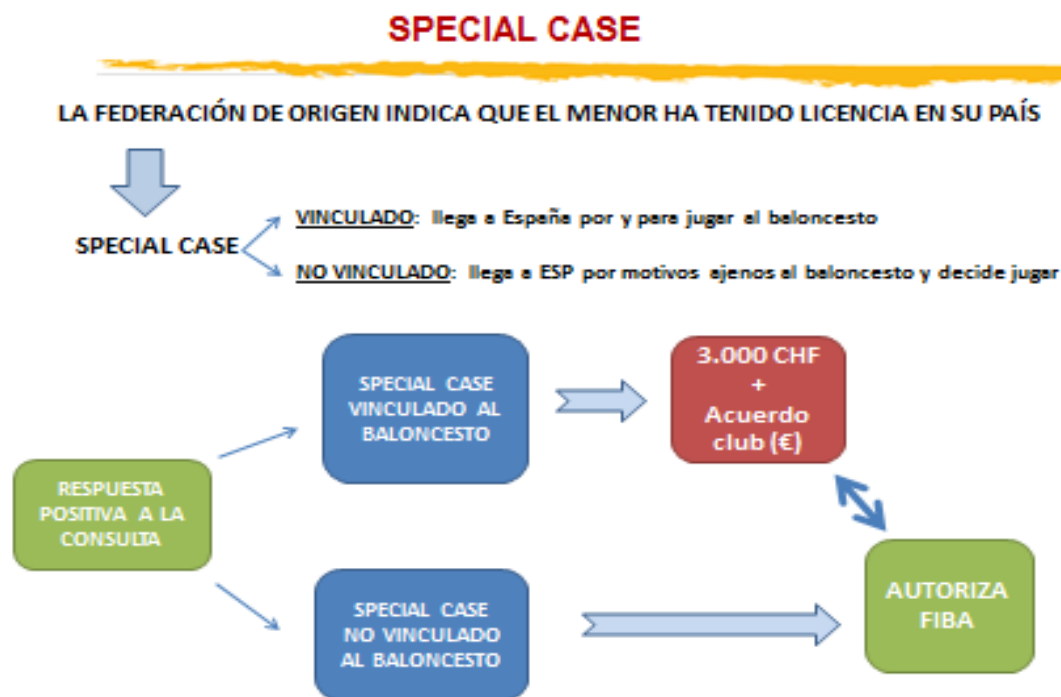 SPECIAL CASE
LA FEDERACIÓN DE ORIGEN INDICA QUE EL MENOR HA TENIDO LICENCIA EN SU PAÍS
VINCULADO: llega a España por y para jugar al baloncesto
SPECIAL CASE
NO VINCULADO: llega a ESP por motivos ajenos al baloncesto y decide jugar
SPECIAL CASE
VINCULADO AL
BALONCESTO
3.000 CHF
+
Acuerdo
club (€)
RESPUESTA
POSITIVA A LA
CONSULTA
SPECIAL CASE
NO VINCULADO
AL BALONCESTO
AUTORIZA
FIBA